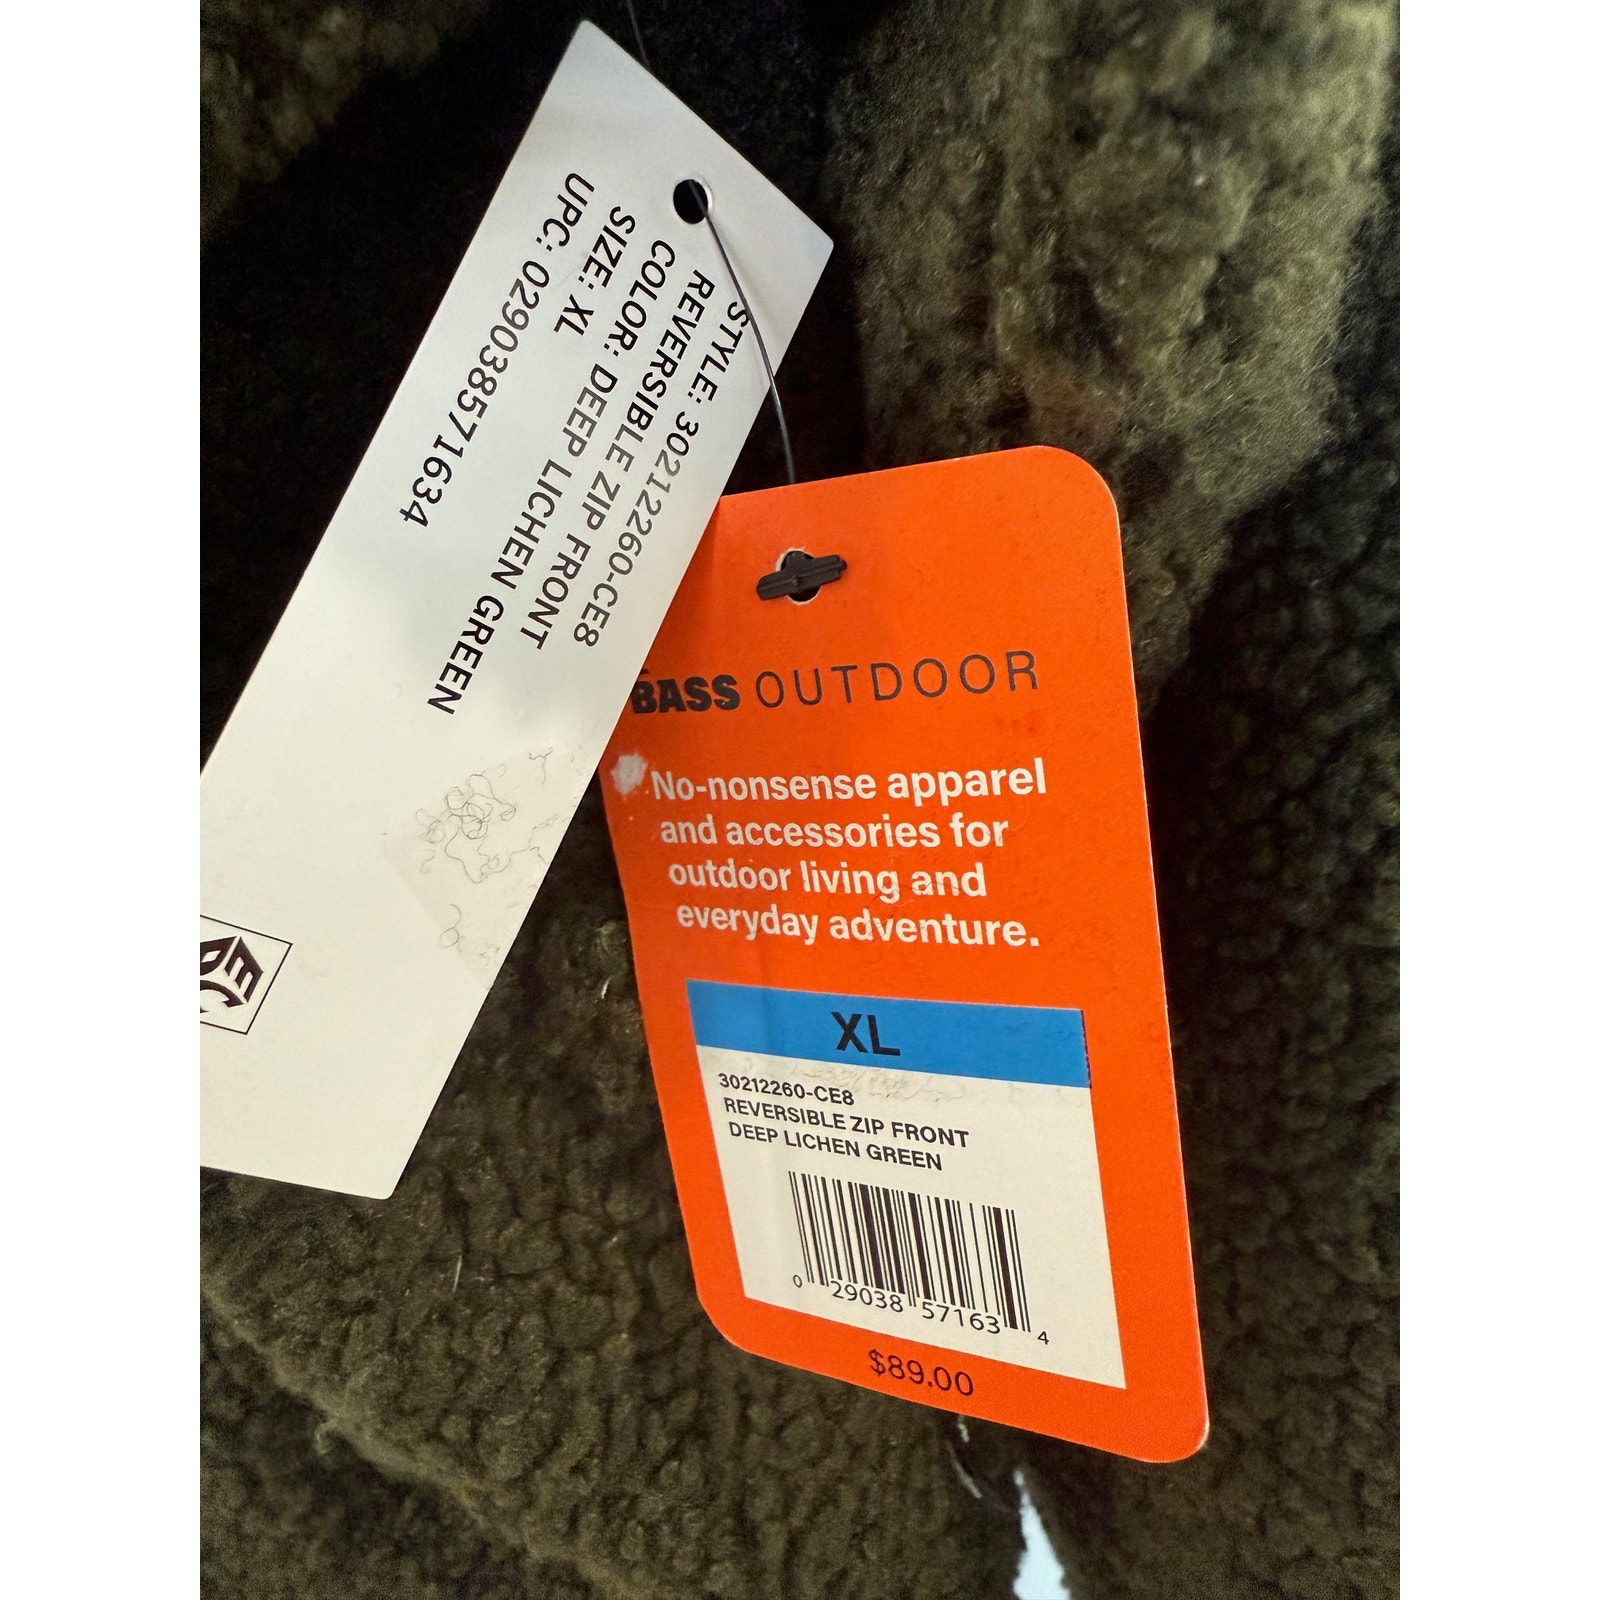 STYLE: 30212260-CE8
REVERSIBLE ZIP FRONT
COLOR: DEEP LICHEN GREEN
SIZE: XL
UPC: 029038571634
BASS OUTDOOR
No-nonsense apparel
and accessories for
outdoor living and
everyday adventure.
XL
30212260-CE8
REVERSIBLE ZIP FRONT
DEEP LICHEN GREEN
0 29038 57163 4
$89.00